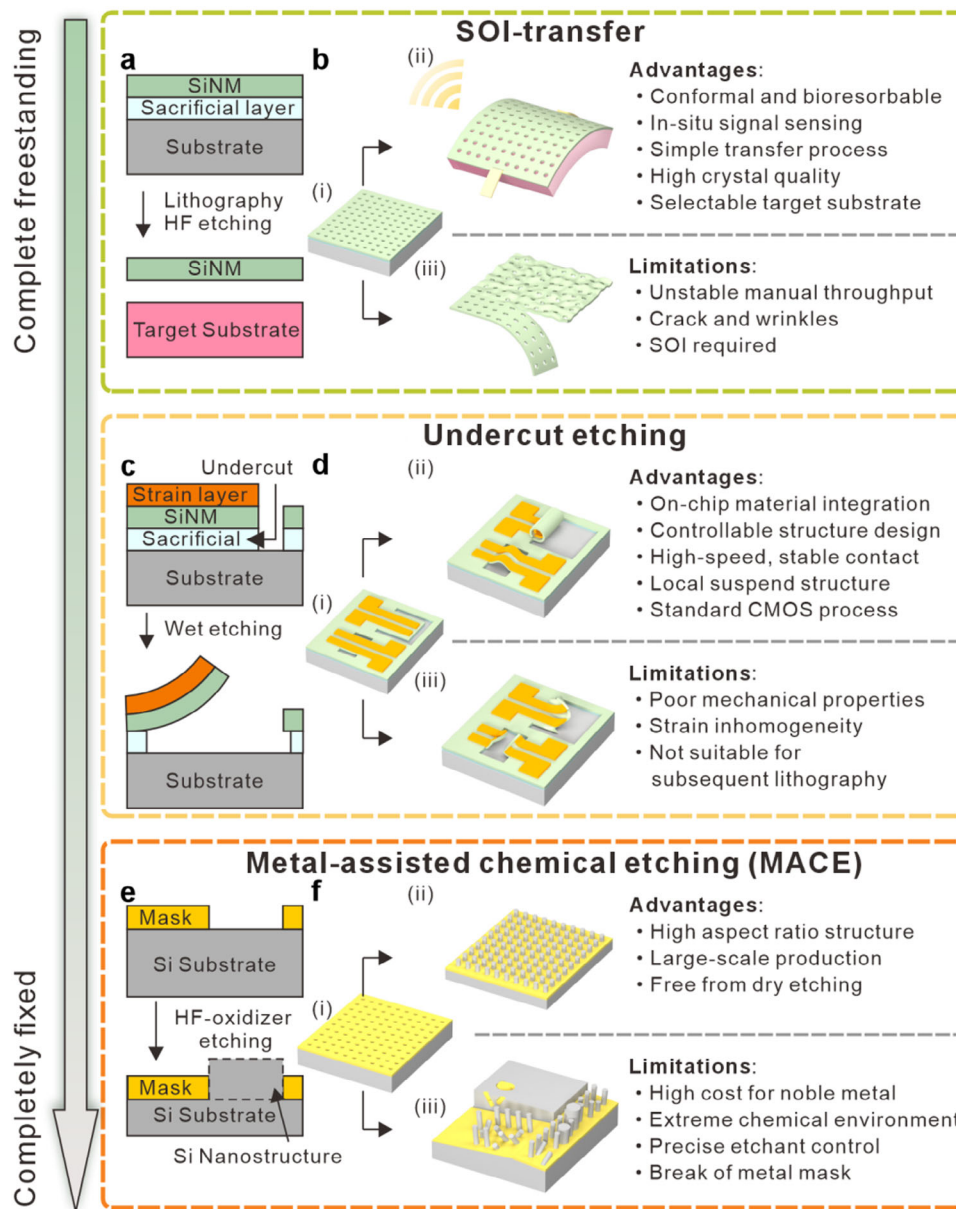 Complete freestanding
Completely fixed
SOI-transfer
a
SiNM
Sacrificial layer
Substrate
Lithography
HF etching
SiNM
Target Substrate
b
(i)
(ii)
(iii)
Advantages:
• Conformal and bioresorbable
• In-situ signal sensing
• Simple transfer process
• High crystal quality
• Selectable target substrate
Limitations:
• Unstable manual throughput
• Crack and wrinkles
• SOI required
Undercut etching
c
Undercut
Strain layer
SiNM
Sacrificial
Substrate
Wet etching
d
(i)
(ii)
(iii)
Advantages:
• On-chip material integration
• Controllable structure design
• High-speed, stable contact
• Local suspend structure
• Standard CMOS process
Limitations:
• Poor mechanical properties
• Strain inhomogeneity
• Not suitable for
subsequent lithography
Metal-assisted chemical etching (MACE)
e
Mask
Si Substrate
HF-oxidizer
etching
Mask
Si Substrate
Si Nanostructure
f
(i)
(ii)
(iii)
Advantages:
• High aspect ratio structure
• Large-scale production
• Free from dry etching
Limitations:
• High cost for noble metal
• Extreme chemical environment
• Precise etchant control
• Break of metal mask